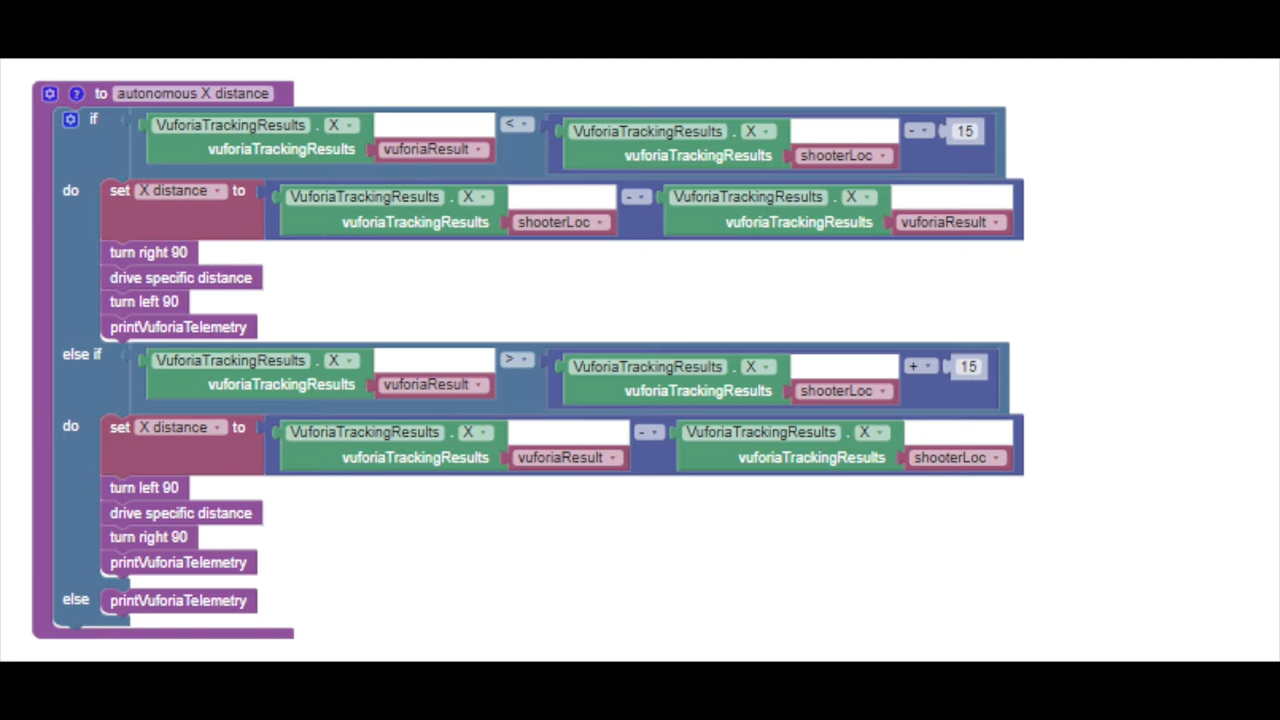 to autonomous X distance
if VuforiaTrackingResults . X < VuforiaTrackingResults . X - 15
vuforiaTrackingResults vuforiaResult vuforiaTrackingResults shooterLoc
do set X distance to VuforiaTrackingResults . X - VuforiaTrackingResults . X
vuforiaTrackingResults shooterLoc vuforiaTrackingResults vuforiaResult
turn right 90
drive specific distance
turn left 90
printVuforiaTelemetry
else if VuforiaTrackingResults . X > VuforiaTrackingResults . X + 15
vuforiaTrackingResults vuforiaResult vuforiaTrackingResults shooterLoc
do set X distance to VuforiaTrackingResults . X - VuforiaTrackingResults . X
vuforiaTrackingResults vuforiaResult vuforiaTrackingResults shooterLoc
turn left 90
drive specific distance
turn right 90
printVuforiaTelemetry
else printVuforiaTelemetry